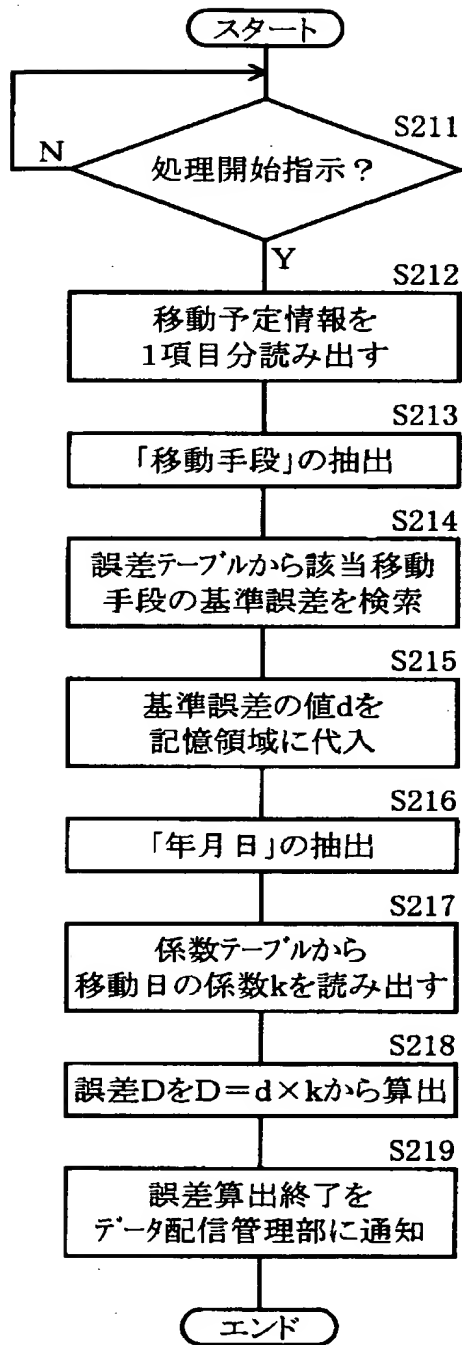 スタート
S211
N
処理開始指示?
Y
S212
移動予定情報を
1項目分読み出す
S213
「移動手段」の抽出
S214
誤差テーブルから該当移動
手段の基準誤差を検索
S215
基準誤差の値dを
記憶領域に代入
S216
「年月日」の抽出
S217
係数テーブルから
移動日の係数kを読み出す
S218
誤差DをD=d×kから算出
S219
誤差算出終了を
データ配信管理部に通知
エンド